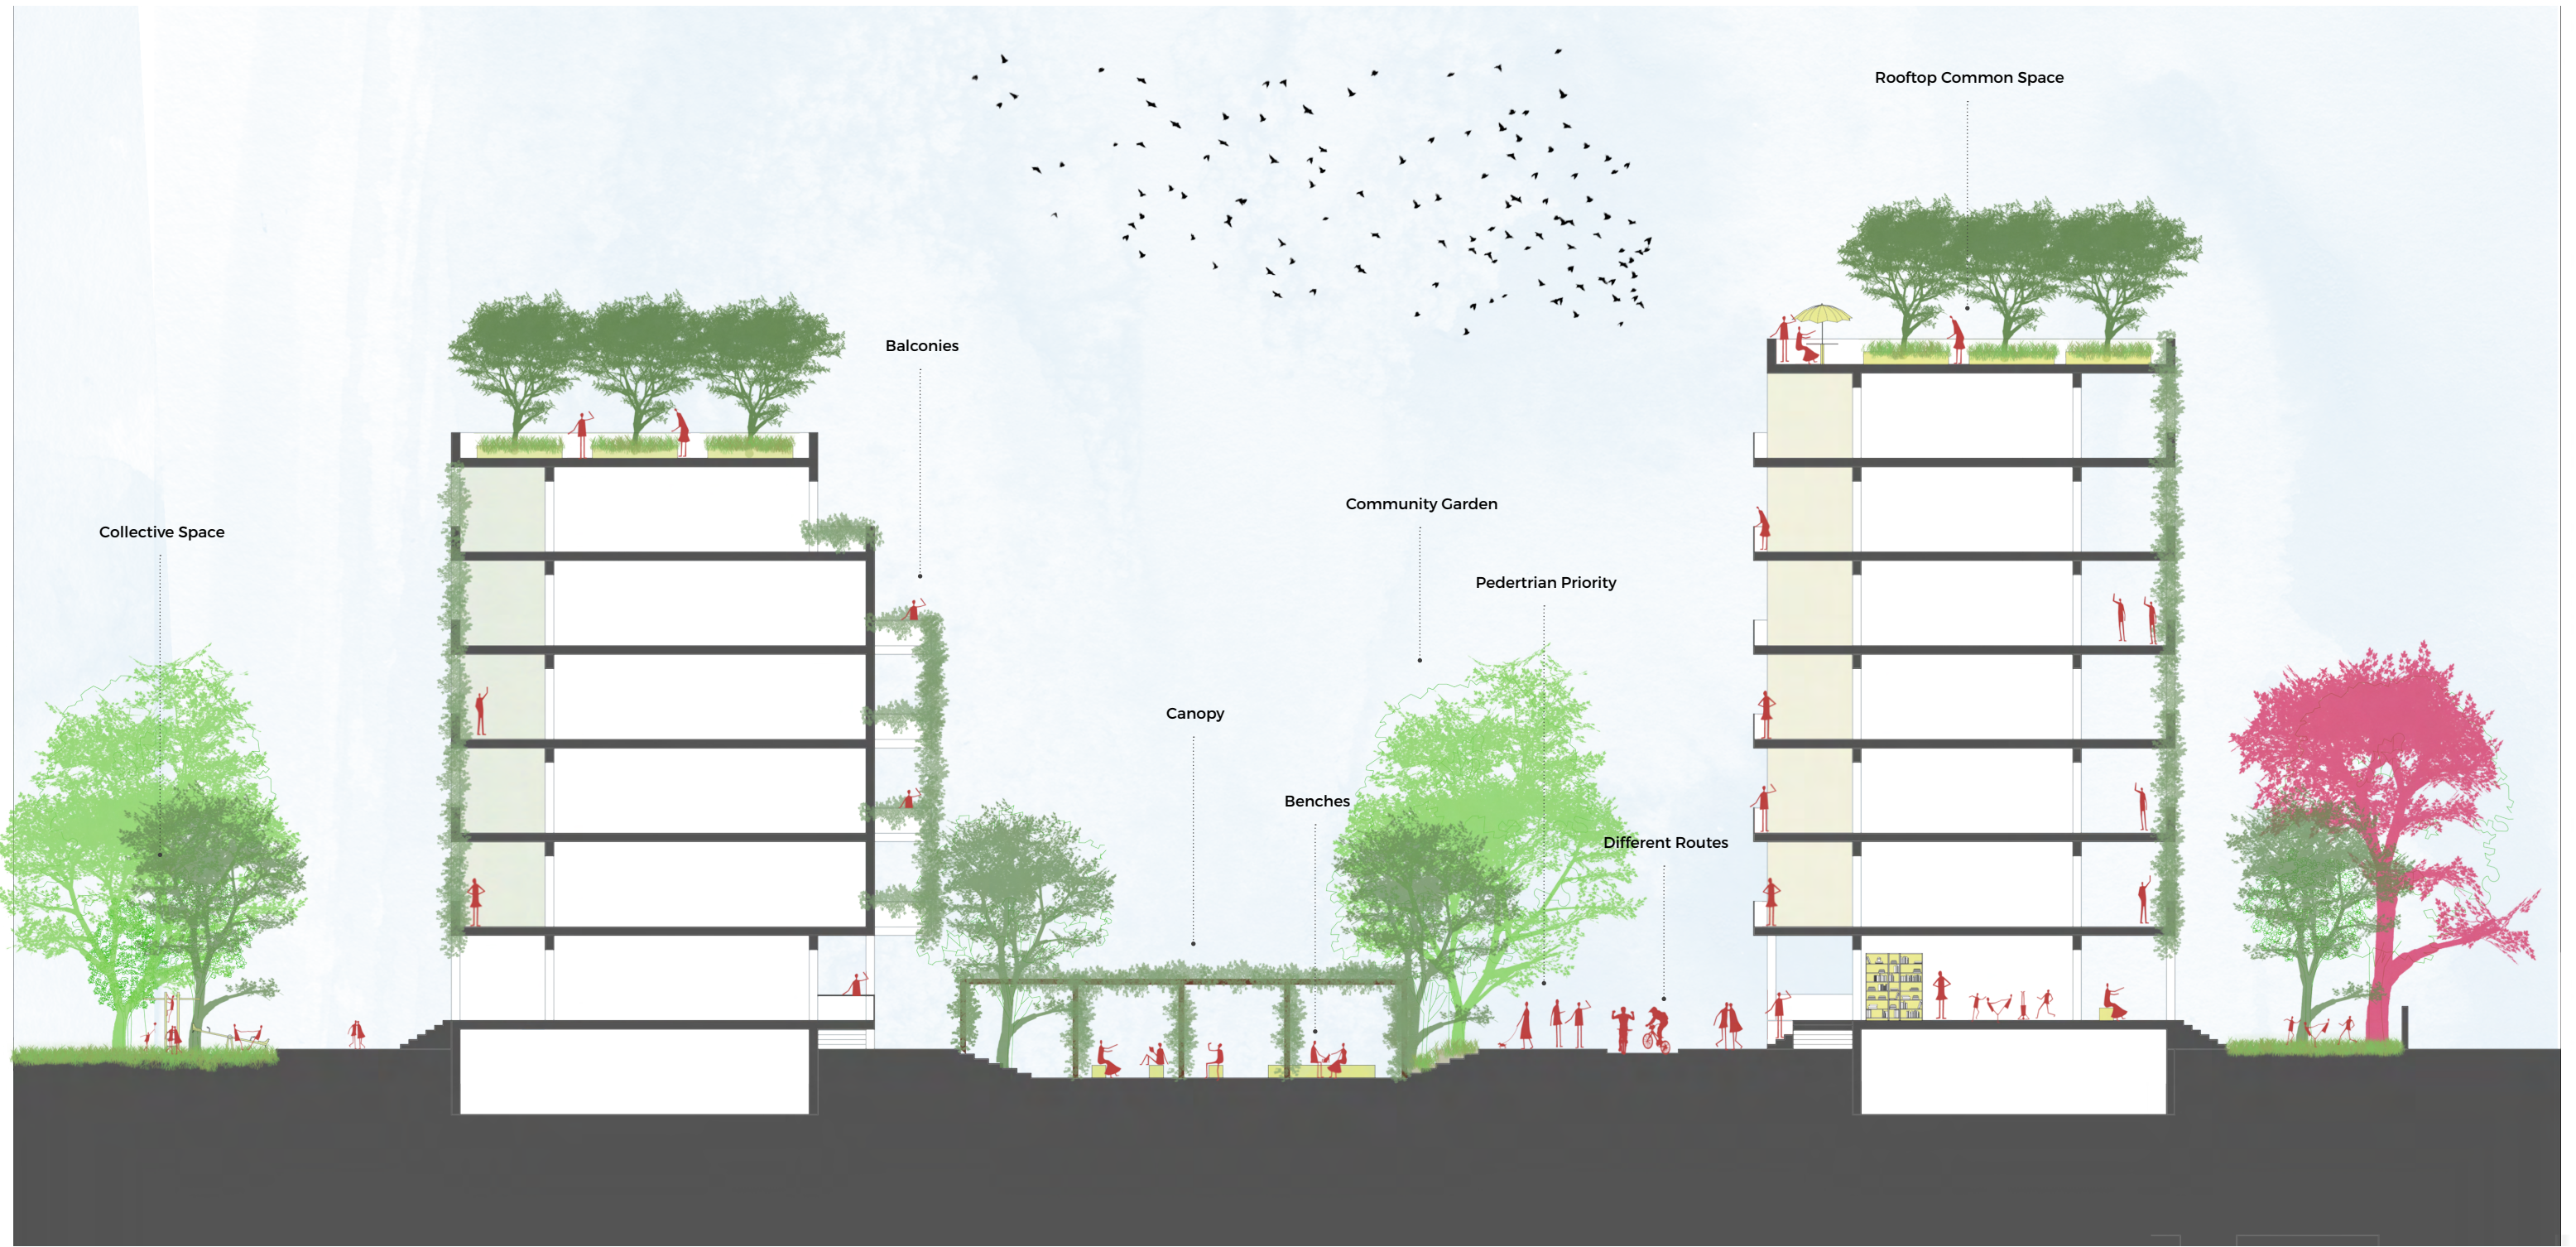 Rooftop Common Space
Balconies
Community Garden
Collective Space
Pedertrian Priority
Canopy
Benches
Different Routes